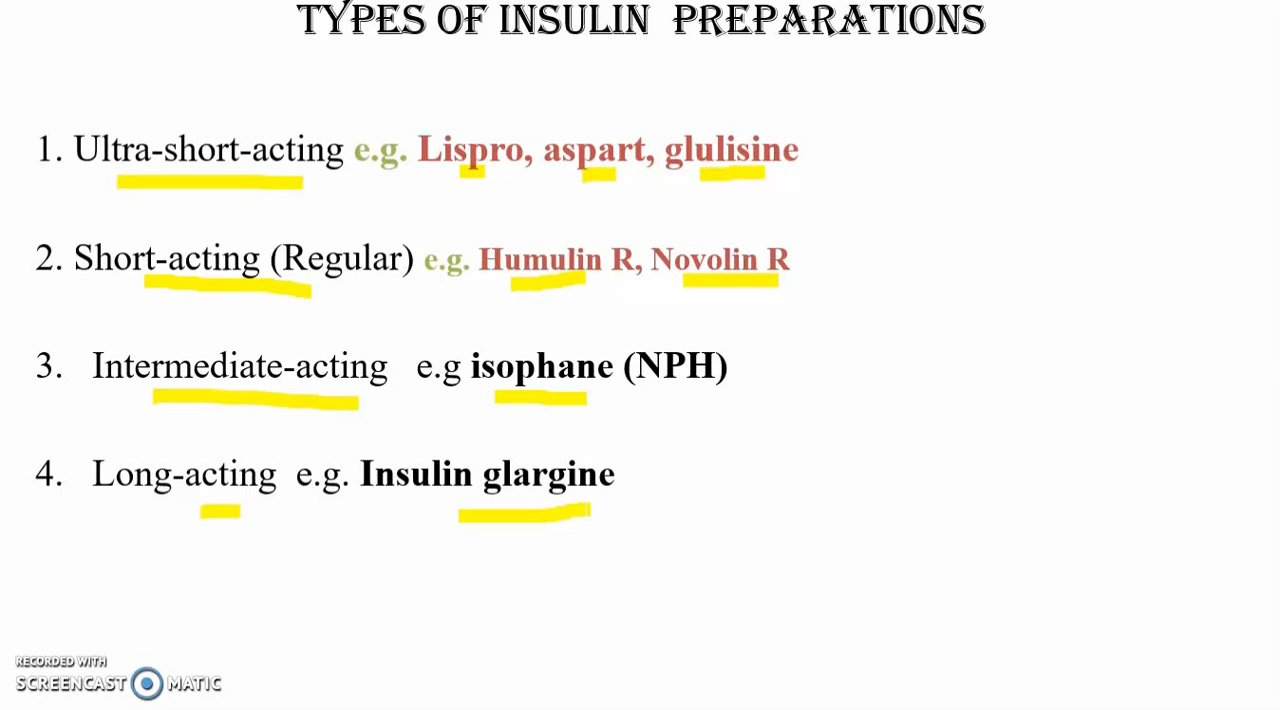 TYPES OF INSULIN PREPARATIONS
1. Ultra-short-acting e.g. Lispro, aspart, glulisine
2. Short-acting (Regular) e.g. Humulin R, Novolin R
3. Intermediate-acting e.g isophane (NPH)
4. Long-acting e.g. Insulin glargine
RECORDED WITH
SCREENCAST MATIC